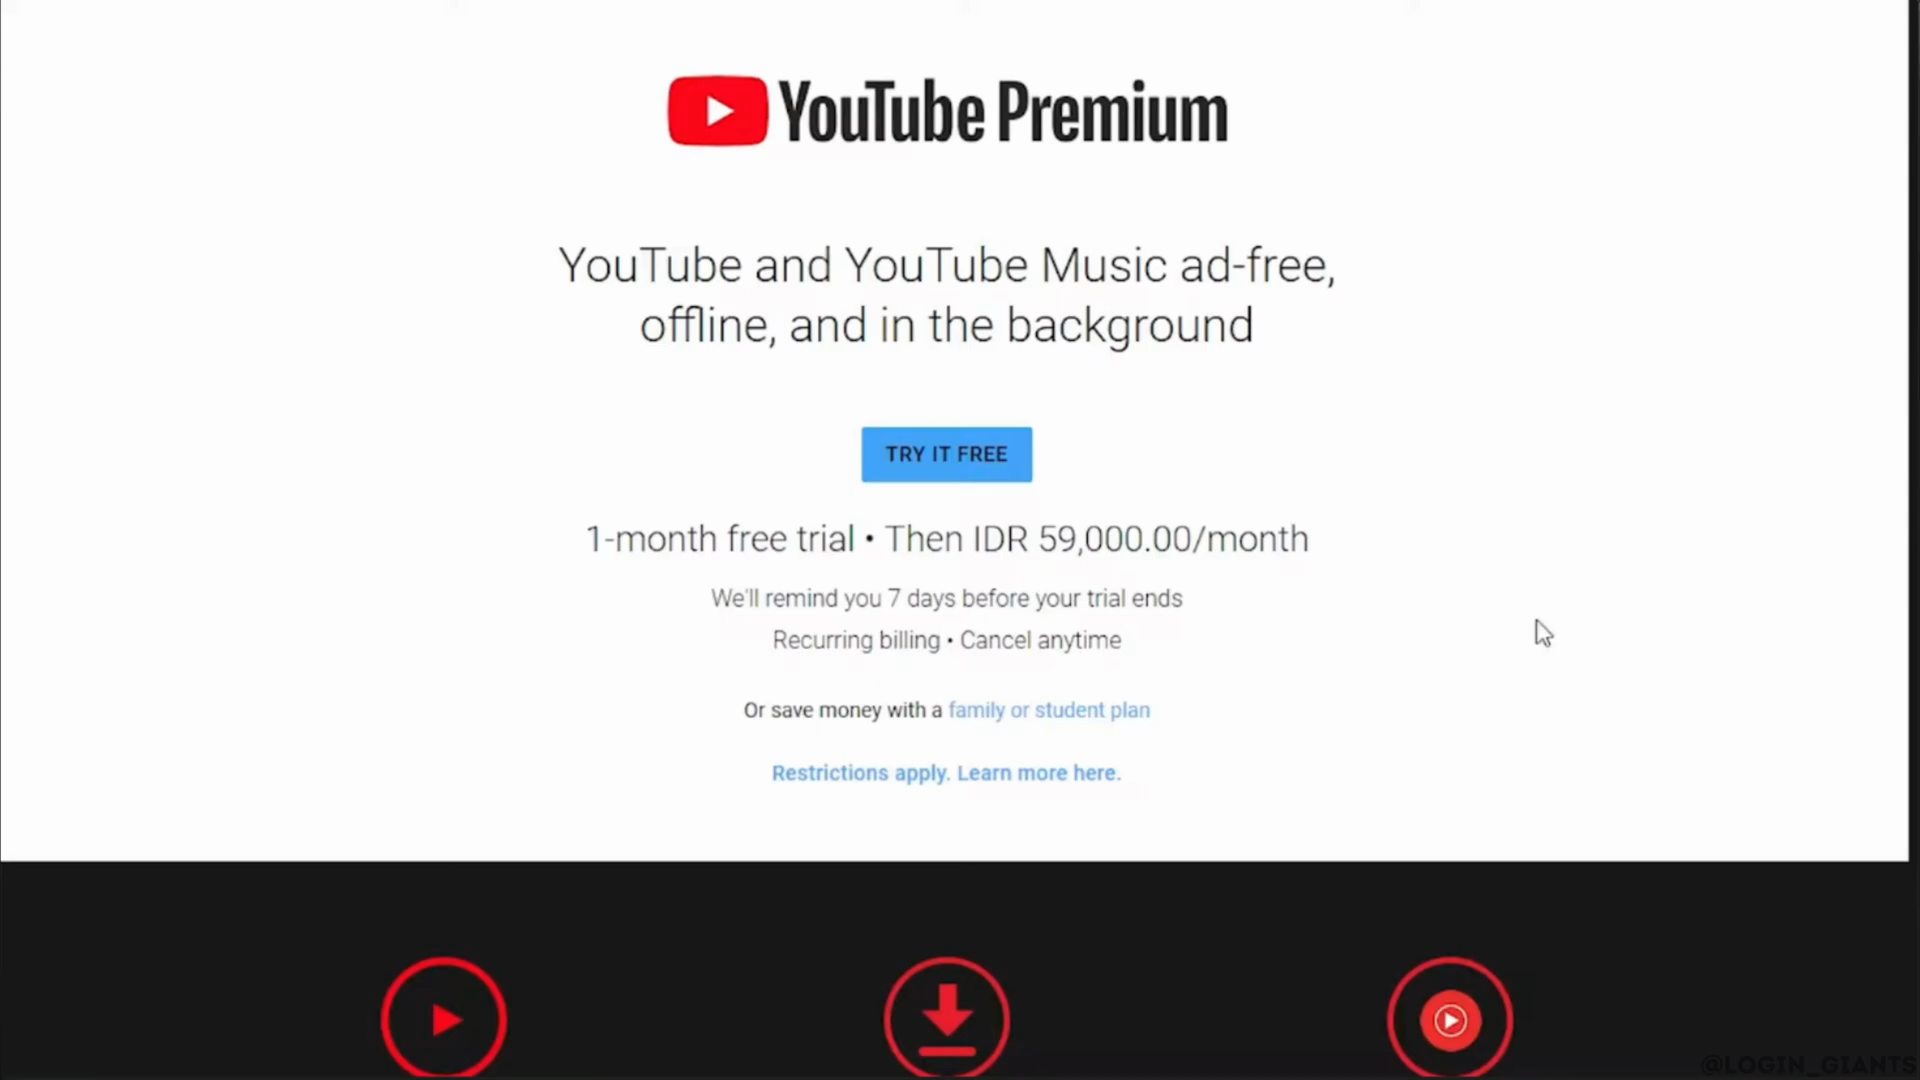 YouTube Premium
YouTube and YouTube Music ad-free,
offline, and in the background
TRY IT FREE
1-month free trial • Then IDR 59,000.00/month
We'll remind you 7 days before your trial ends
Recurring billing • Cancel anytime
Or save money with a family or student plan
Restrictions apply. Learn more here.
@LOGIN_GIANTS